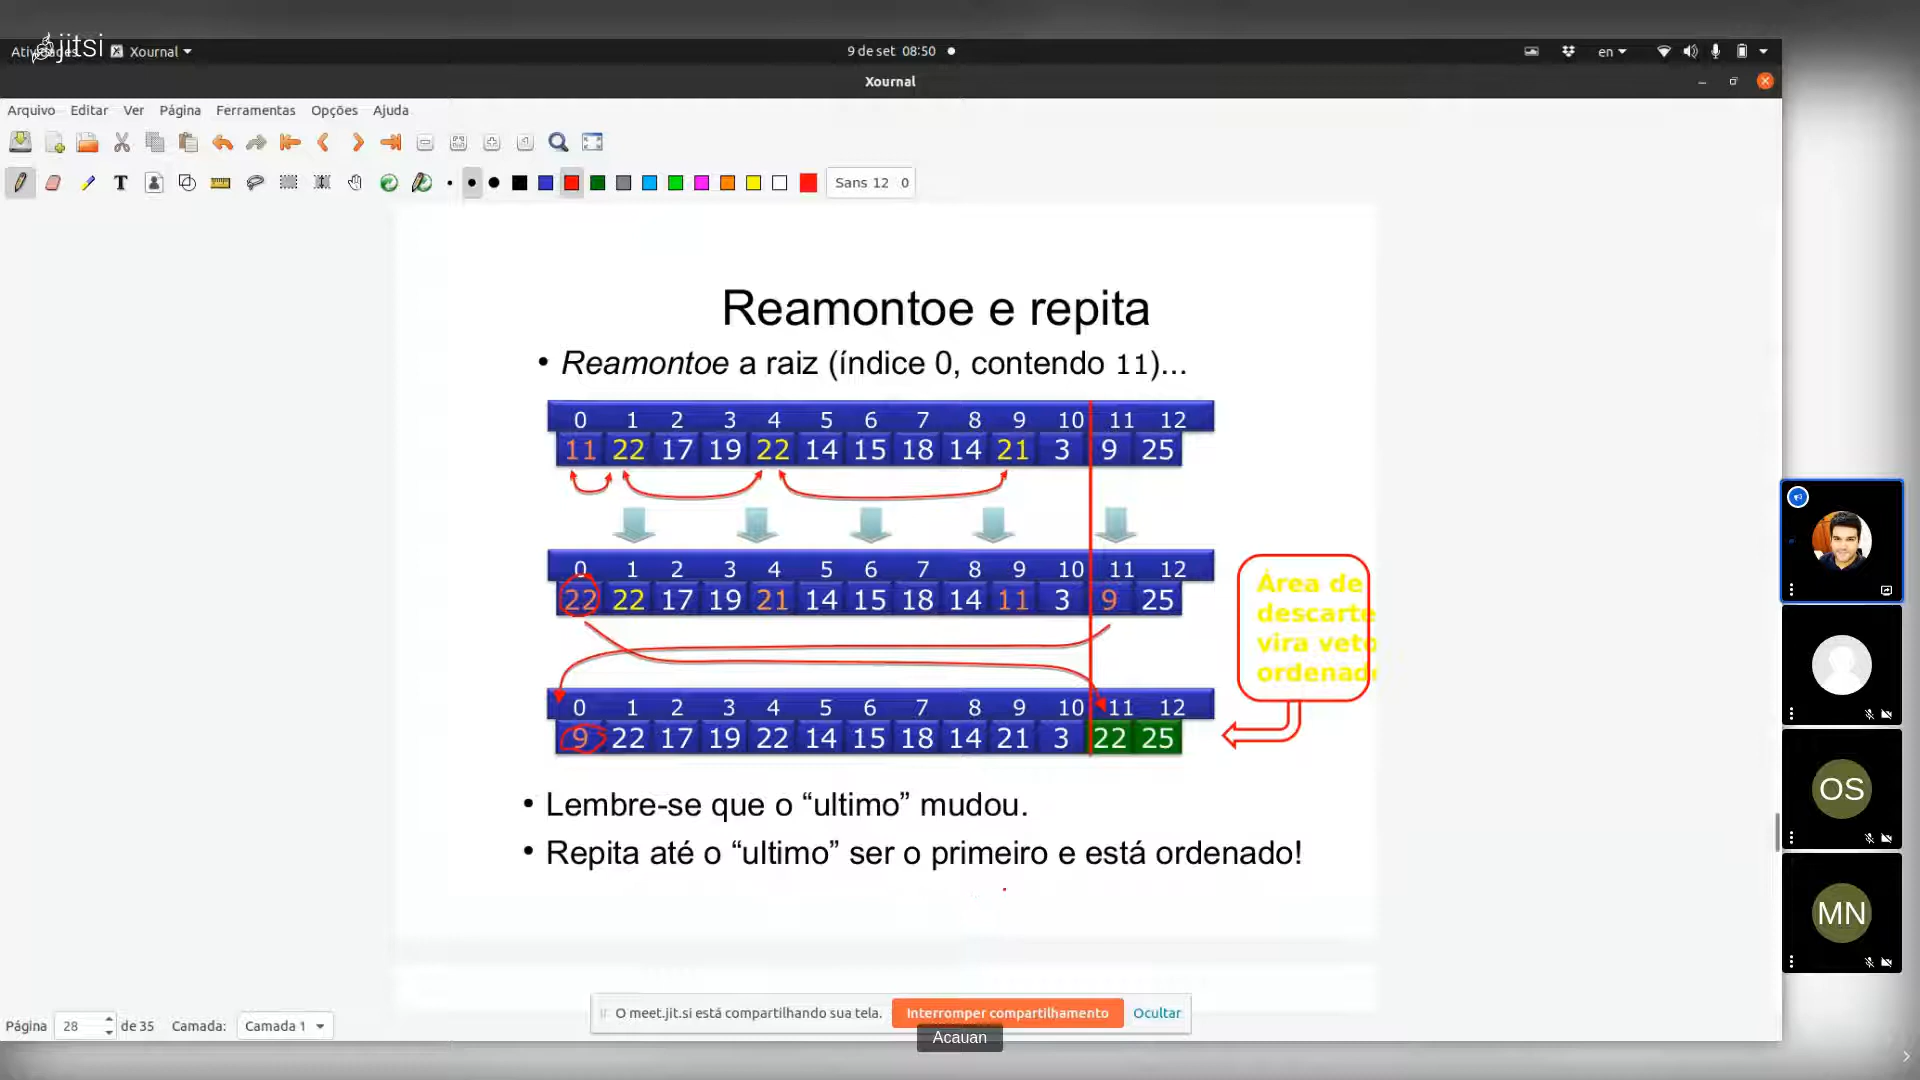 jitsi
Xournal
9 de set 08:50
en
Xournal
Arquivo Editar Ver Página Ferramentas Opções Ajuda
Sans 12 0
Reamontoe e repita
• Reamontoe a raiz (índice 0, contendo 11)...
0 1 2 3 4 5 6 7 8 9 10 11 12
11 22 17 19 22 14 15 18 14 21 3 9 25
0 1 2 3 4 5 6 7 8 9 10 11 12
22 22 17 19 21 14 15 18 14 11 3 9 25
Área de
descarte
vira veto
ordenad
0 1 2 3 4 5 6 7 8 9 10 11 12
9 22 17 19 22 14 15 18 14 21 3 22 25
• Lembre-se que o “ultimo” mudou.
• Repita até o “ultimo” ser o primeiro e está ordenado!
OS
MN
O meet.jit.si está compartilhando sua tela. Interromper compartilhamento Ocultar
Página 28 de 35 Camada: Camada 1
Acauan